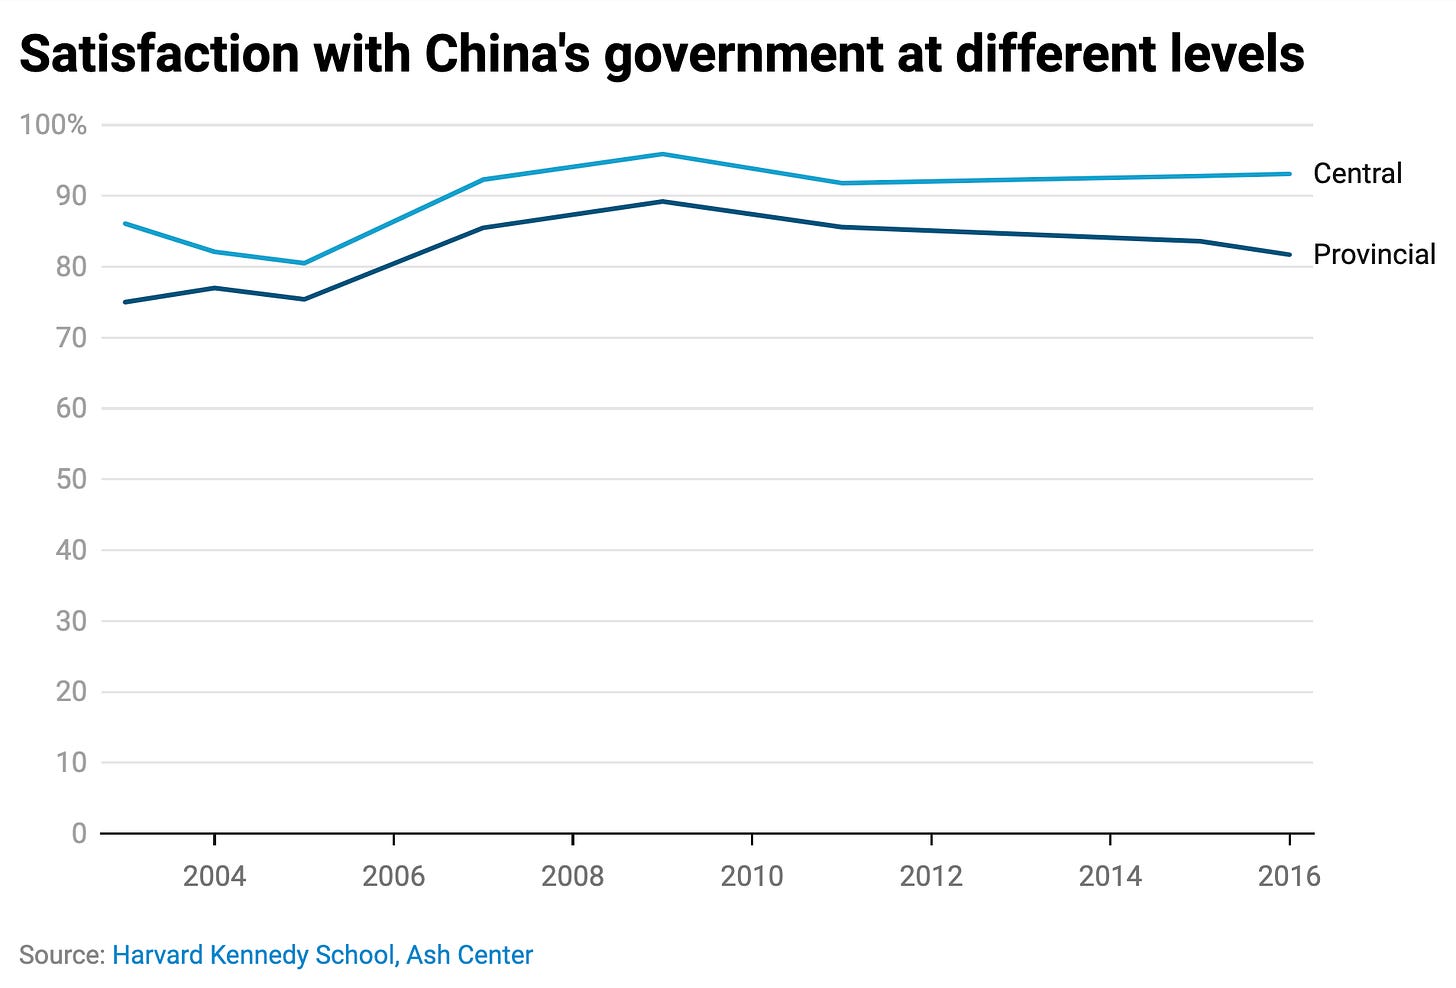 Satisfaction with China's government at different levels
100%
90
80
70
60
50
40
30
20
10
0
Central
Provincial
2004 2006 2008 2010 2012 2014 2016
Source: Harvard Kennedy School, Ash Center